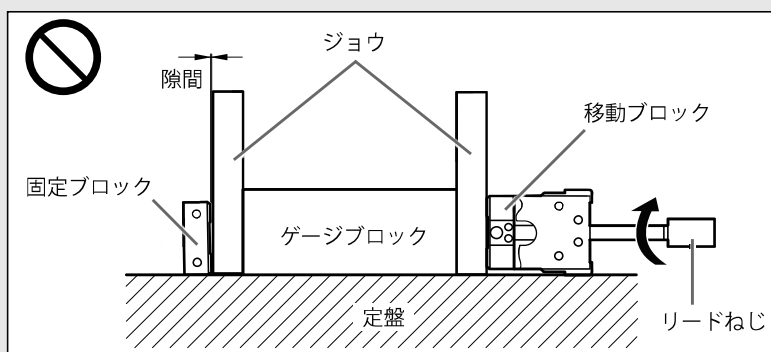 ジョウ
隙間
移動ブロック
固定ブロック
ゲージブロック
定盤
リードねじ